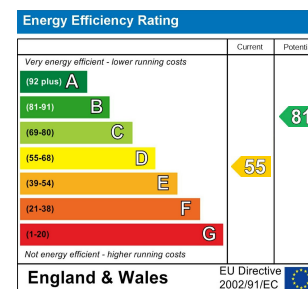 Energy Efficiency Rating
Current Potenti
Very energy efficient - lower running costs
(92 plus) A
(81-91) B
(69-80) C
(55-68) D
(39-54) E
(21-38) F
(1-20) G
55
81
Not energy efficient - higher running costs
England & Wales
EU Directive
2002/91/EC